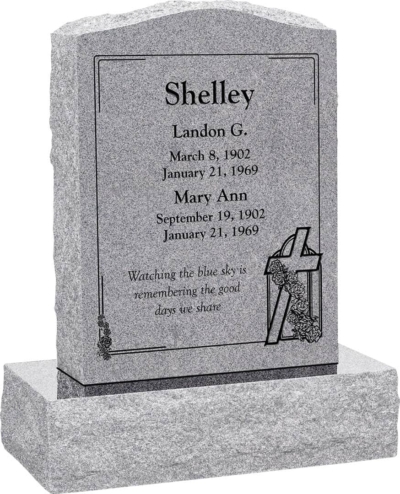 Shelley
Landon G.
March 8, 1902
January 21, 1969
Mary Ann
September 19, 1902
January 21, 1969
Watching the blue sky is
remembering the good
days we share